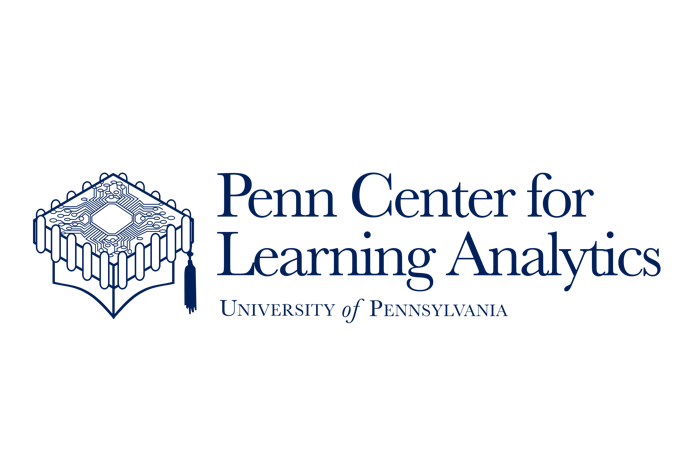 Penn Center for
Learning Analytics
University of Pennsylvania